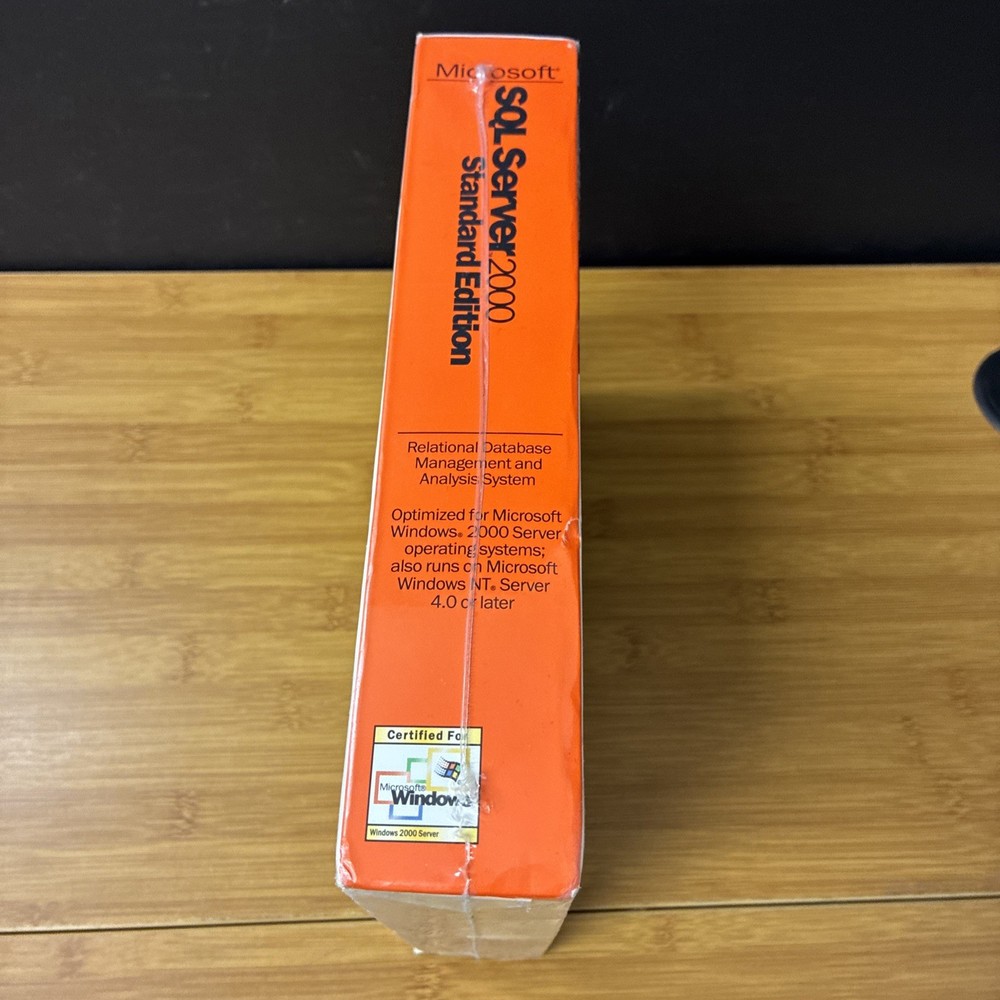 Microsoft®
SQL Server 2000
Standard Edition
Relational Database
Management and
Analysis System
Optimized for Microsoft
Windows® 2000 Server
operating systems;
also runs on Microsoft
Windows NT® Server
4.0 or later
Certified For
Microsoft®
Windows
Windows 2000 Server